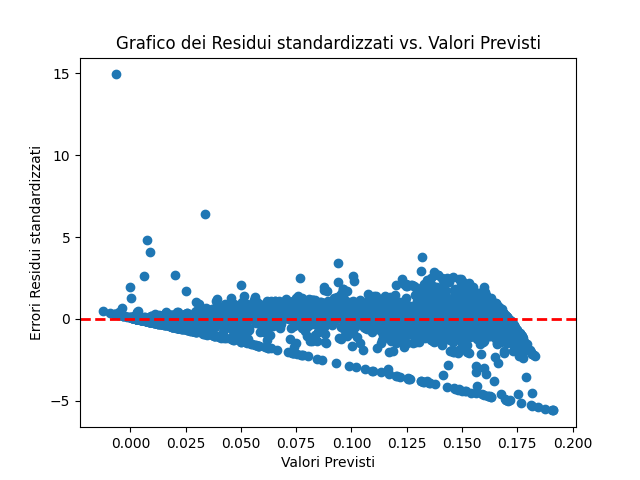 Grafico dei Residui standardizzati vs. Valori Previsti
Errori Residui standardizzati
15
10
5
0
−5
0.000 0.025 0.050 0.075 0.100 0.125 0.150 0.175 0.200
Valori Previsti